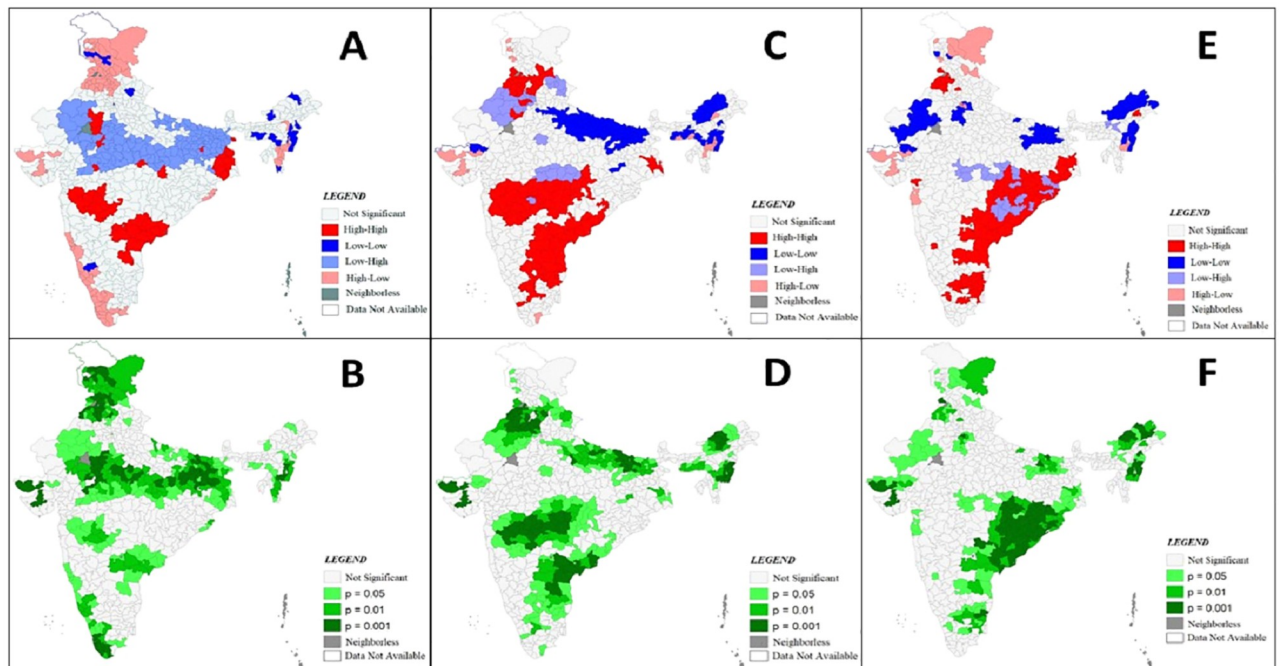 A
LEGEND
Not Significant
High-High
Low-Low
Low-High
High-Low
Neighborless
Data Not Available
C
LEGEND
Not Significant
High-High
Low-Low
Low-High
High-Low
Neighborless
Data Not Available
E
LEGEND
Not Significant
High-High
Low-Low
Low-High
High-Low
Neighborless
Data Not Available
B
LEGEND
Not Significant
p = 0.05
p = 0.01
p = 0.001
Neighborless
Data Not Available
D
LEGEND
Not Significant
p = 0.05
p = 0.01
p = 0.001
Neighborless
Data Not Available
F
LEGEND
Not Significant
p = 0.05
p = 0.01
p = 0.001
Neighborless
Data Not Available